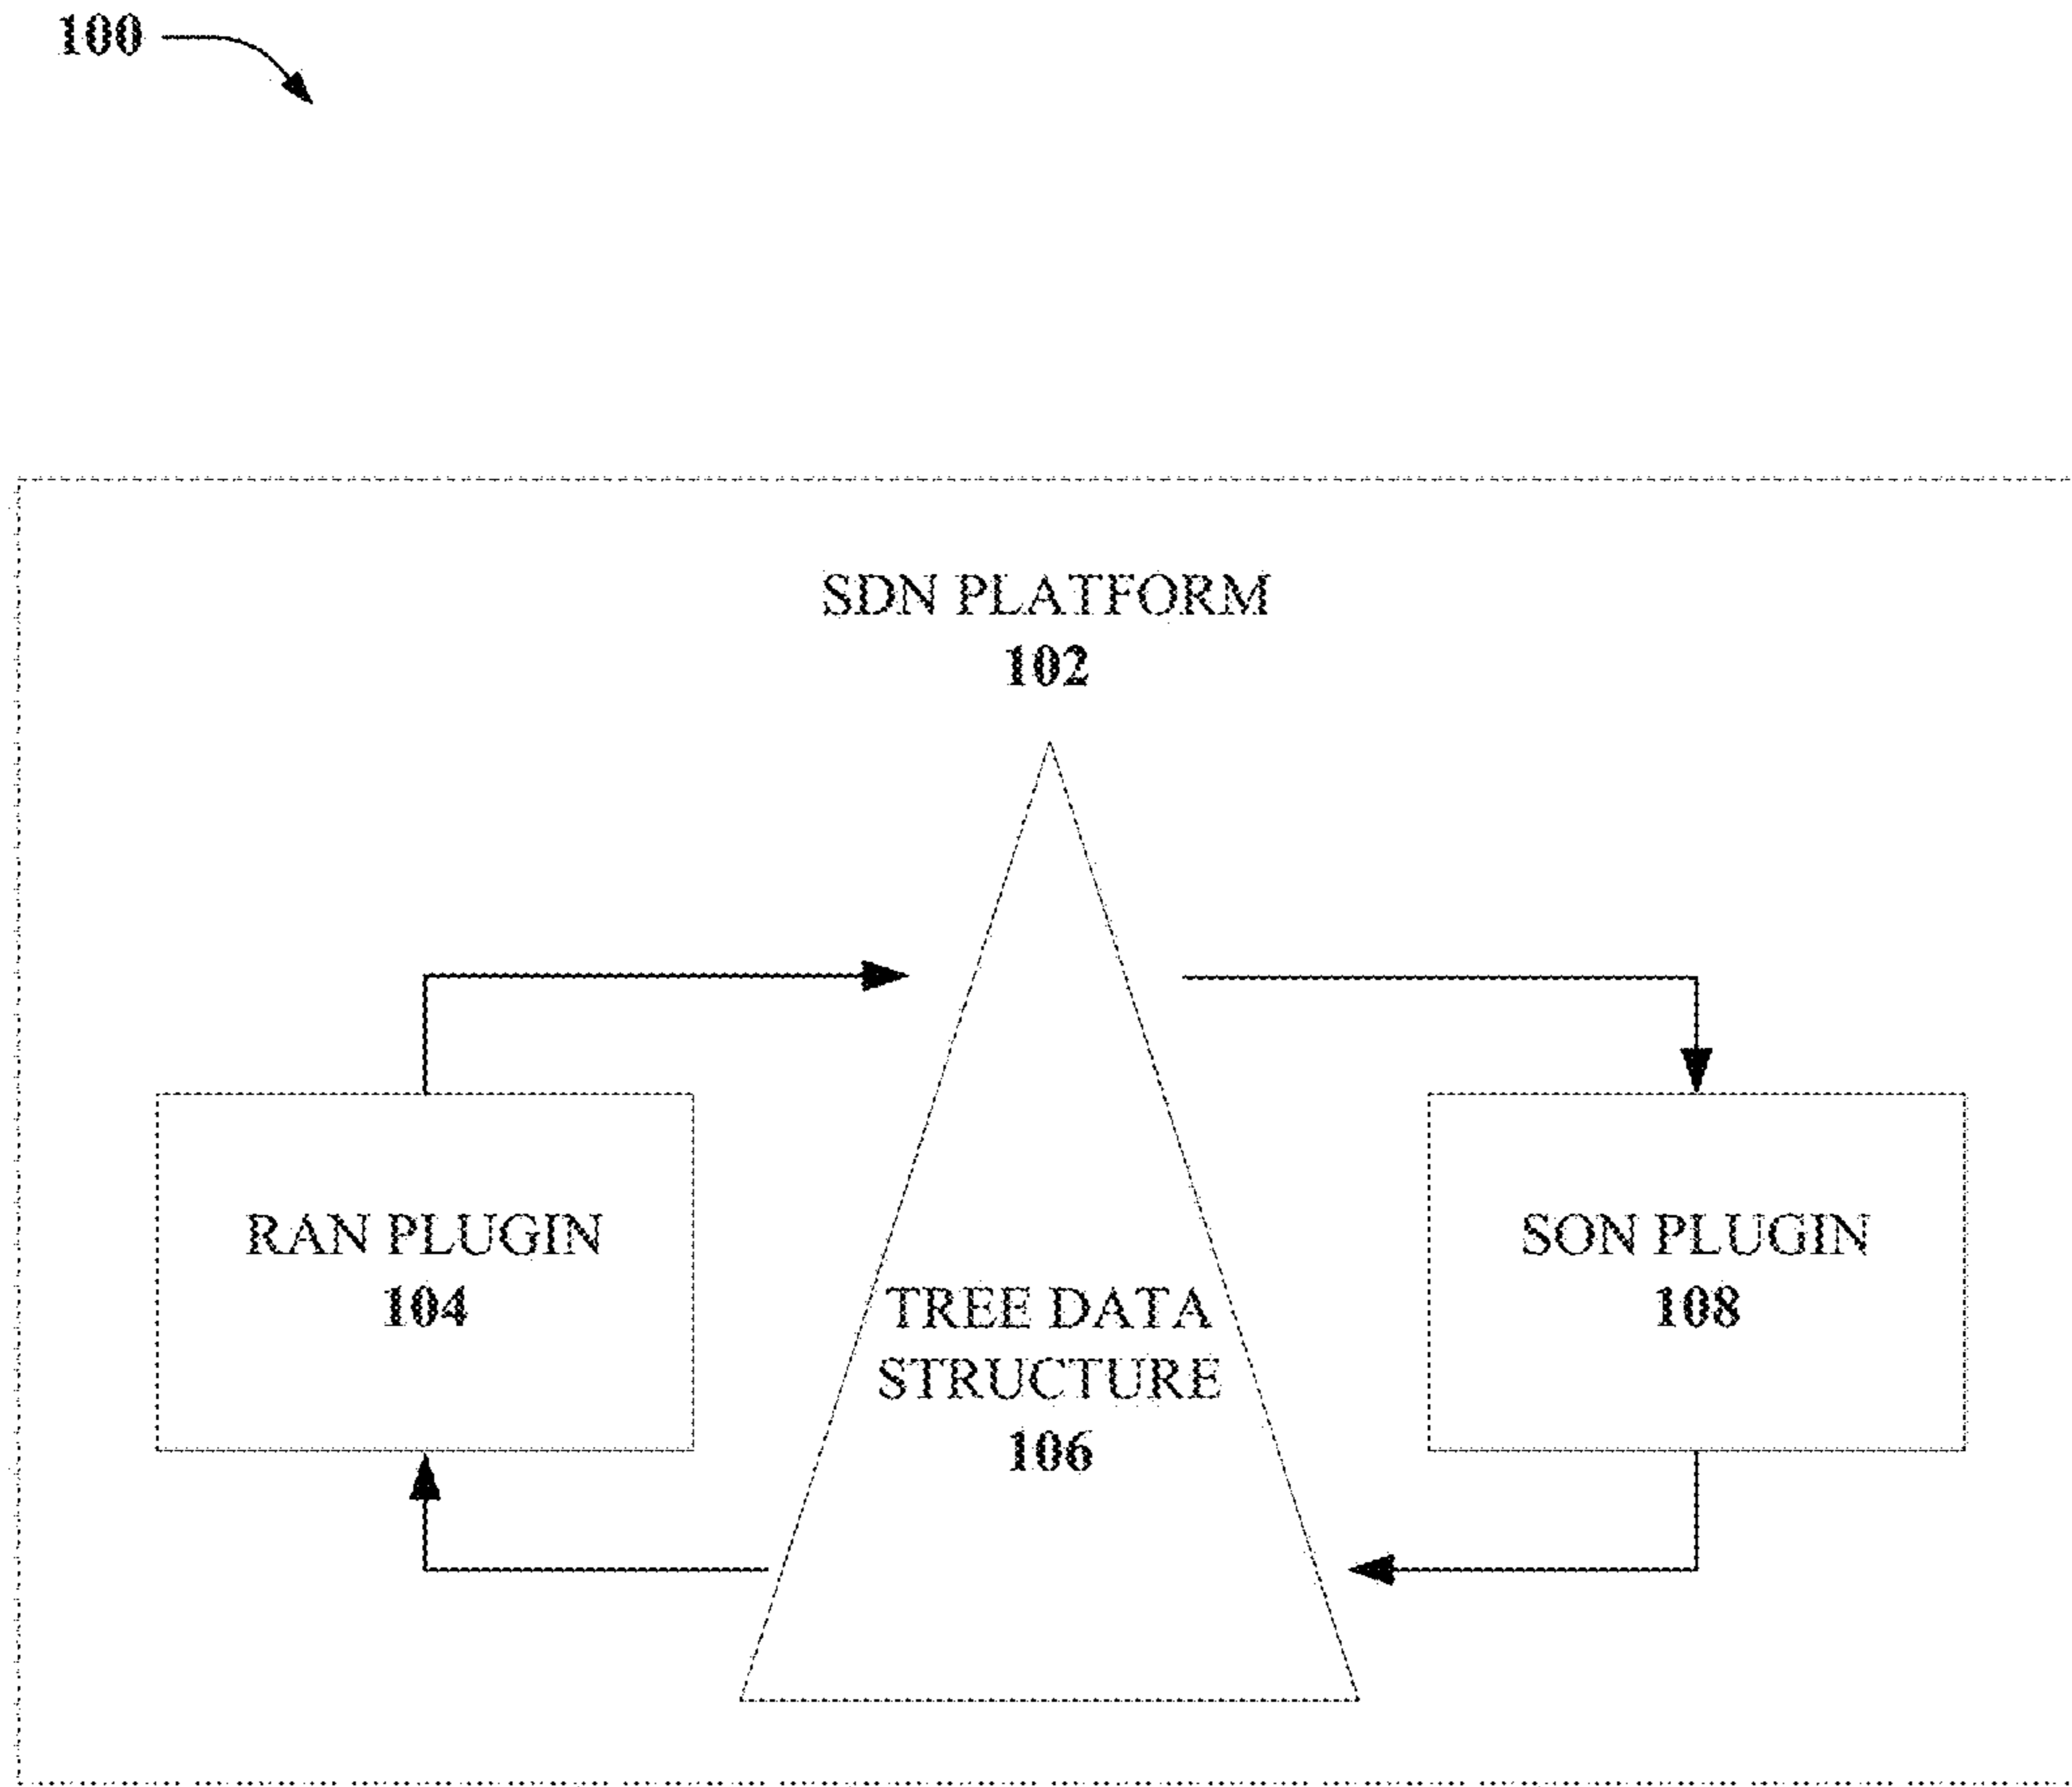 100
SDN PLATFORM
102
RAN PLUGIN
104
TREE DATA
STRUCTURE
106
SON PLUGIN
108